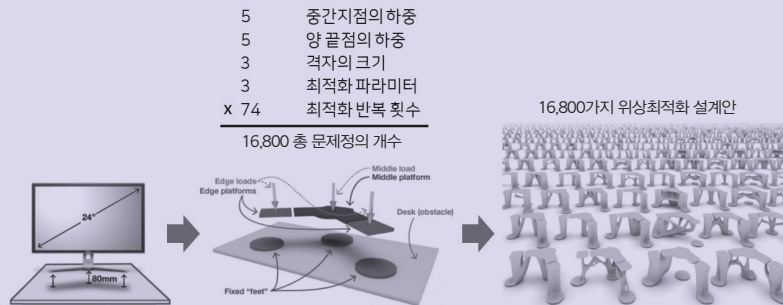 5 중간지점의 하중
5 양 끝점의 하중
3 격자의 크기
3 최적화 파라미터
x 74 최적화 반복 횟수
16,800 총 문제정의 개수
16,800가지 위상최적화 설계안
24"
80mm
Edge loads
Edge platforms
Middle load
Middle platform
Desk (obstacle)
Fixed "feet"